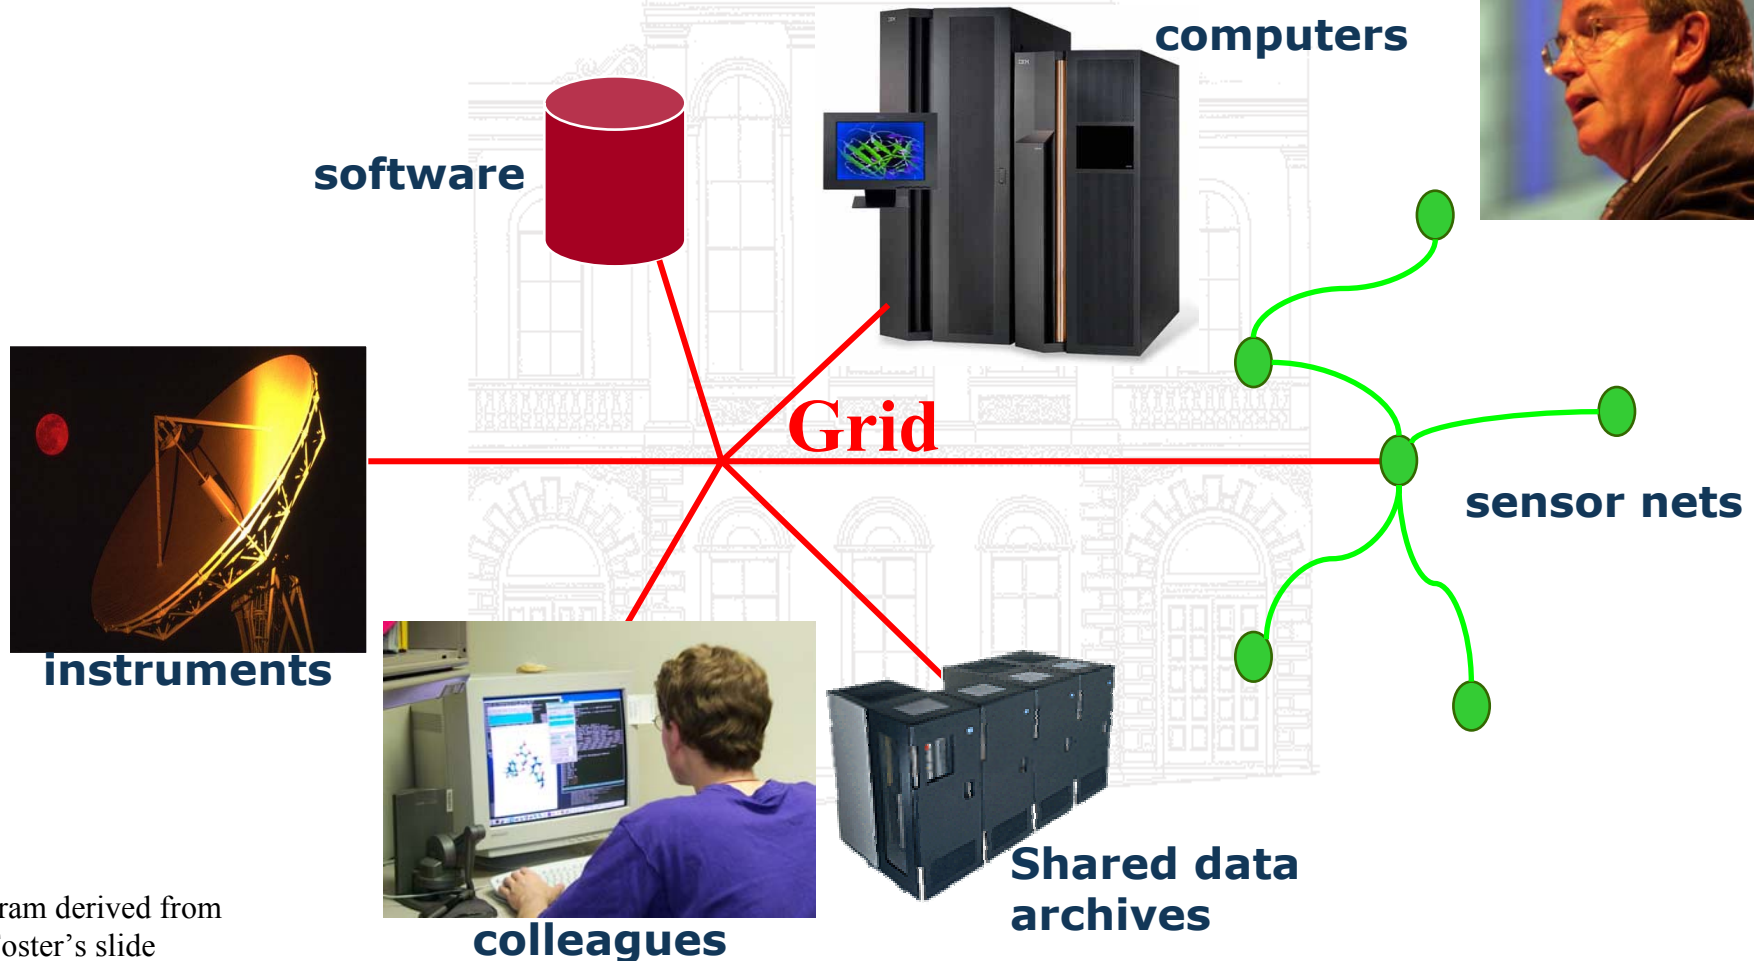 computers
software
Grid
sensor nets
instruments
Shared data
archives
ram derived from
oster's slide
colleagues